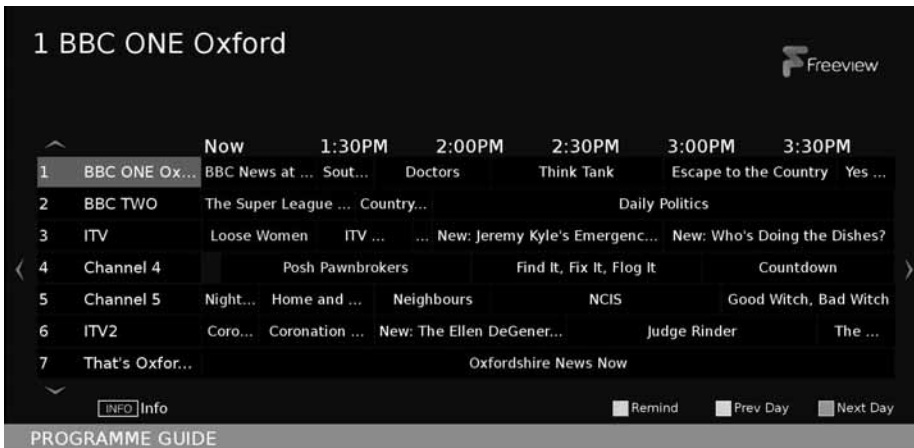 1 BBC ONE Oxford
Freeview
Now 1:30PM 2:00PM 2:30PM 3:00PM 3:30PM
1 BBC ONE Ox... BBC News at ... Sout... Doctors Think Tank Escape to the Country Yes ...
2 BBC TWO The Super League ... Country... Daily Politics
3 ITV Loose Women ITV ... ... New: Jeremy Kyle's Emergenc... New: Who's Doing the Dishes?
4 Channel 4 Posh Pawnbrokers Find It, Fix It, Flog It Countdown
5 Channel 5 Night... Home and ... Neighbours NCIS Good Witch, Bad Witch
6 ITV2 Coro... Coronation ... New: The Ellen DeGener... Judge Rinder The ...
7 That's Oxfor... Oxfordshire News Now
INFO Info Remind Prev Day Next Day
PROGRAMME GUIDE